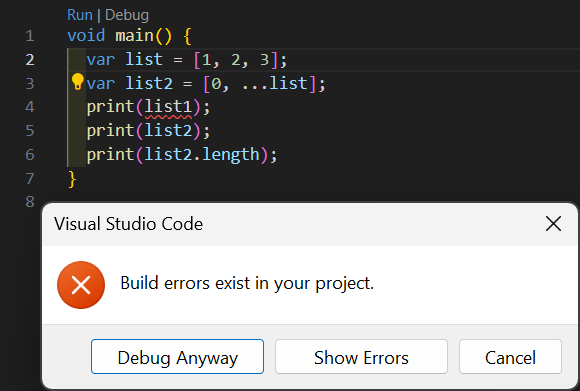 Run | Debug
1 void main() {
2 var list = [1, 2, 3];
3 var list2 = [0, ...list];
4 print(list1);
5 print(list2);
6 print(list2.length);
7 }
8
Visual Studio Code
Build errors exist in your project.
Debug Anyway Show Errors Cancel